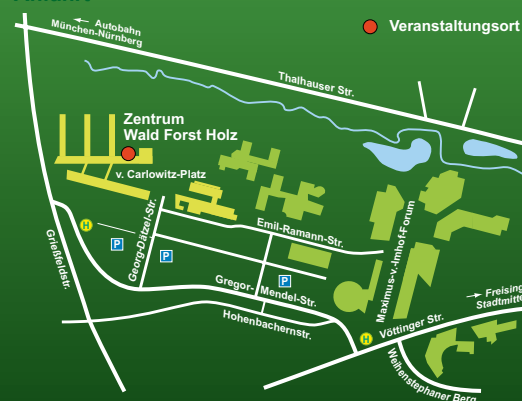 Autobahn
München-Nürnberg
Veranstaltungsort
Thalhauser Str.
Zentrum
Wald Forst Holz
v. Carlowitz-Platz
H
P
Georg-Dätzel-Str.
P
Emil-Ramann-Str.
Maximus-v.-Imhof-Forum
Grießfeldstr.
P
Gregor-Mendel-Str.
Freising
Stadtmitte
Hohenbachernstr.
H
Vöttinger Str.
Weihenstephaner Berg